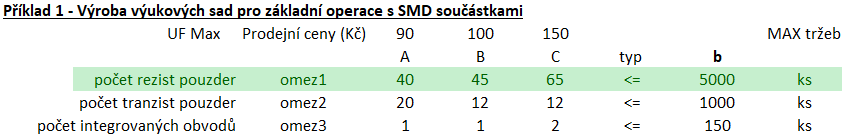 Příklad 1 - Výroba výukových sad pro základní operace s SMD součástkami
UF Max Prodejní ceny (Kč) 90 100 150 MAX tržeb
A B C typ b
počet rezist pouzder omez1 40 45 65 <= 5000 ks
počet tranzist pouzder omez2 20 12 12 <= 1000 ks
počet integrovaných obvodů omez3 1 1 2 <= 150 ks